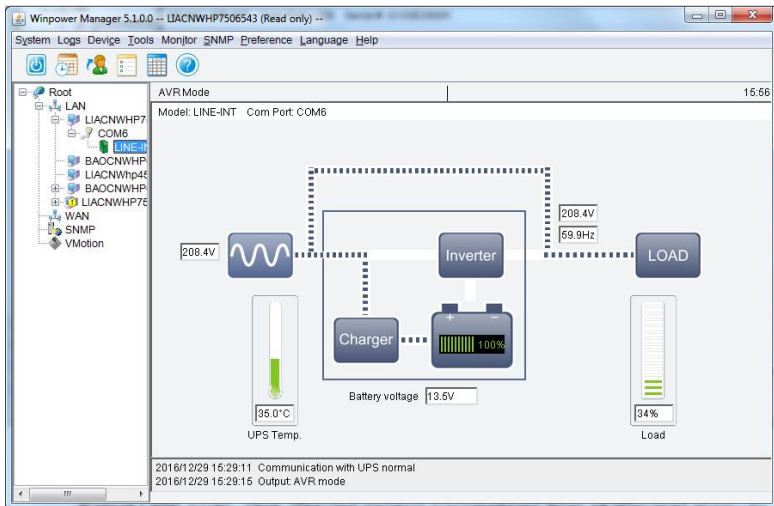 Winpower Manager 5.1.0.0 -- LIACNWHP7506543 (Read only) --
System Logs Device Tools Monitor SNMP Preference Language Help
Root
LAN
LIACNWHP7
COM6
LINE-IN
BAOCNWHP
LIACNWhp45
BAOCNWHP
LIACNWHP75
WAN
SNMP
VMotion
AVR Mode
15:56
Model: LINE-INT Com Port: COM6
208.4V
208.4V
59.9Hz
Inverter
LOAD
Charger
+ −
100%
Battery voltage 13.5V
35.0°C
UPS Temp.
34%
Load
2016/12/29 15:29:11 Communication with UPS normal
2016/12/29 15:29:15 Output: AVR mode